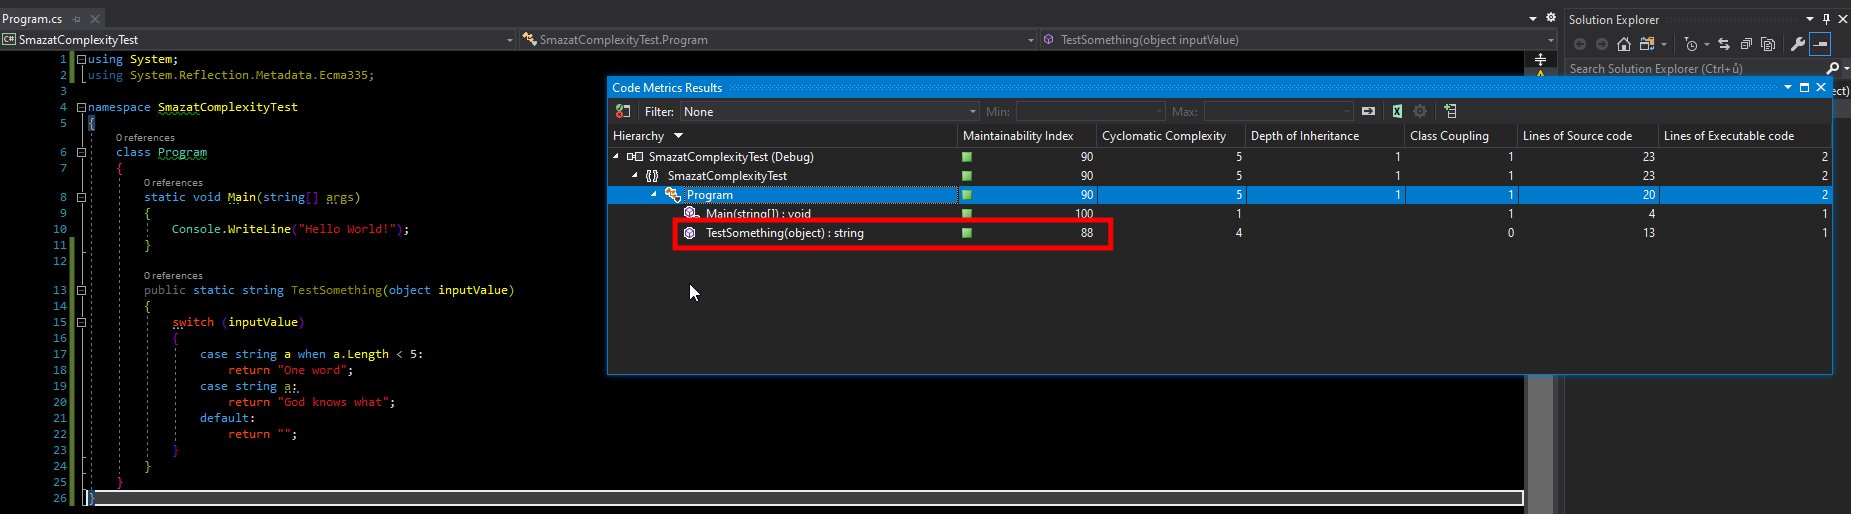 Program.cs
SmazatComplexityTest
SmazatComplexityTest.Program
TestSomething(object inputValue)
1 using System;
2 using System.Reflection.Metadata.Ecma335;
3
4 namespace SmazatComplexityTest
5 {
0 references
6 class Program
7 {
0 references
8 static void Main(string[] args)
9 {
10 Console.WriteLine("Hello World!");
11 }
12
0 references
13 public static string TestSomething(object inputValue)
14 {
15 switch (inputValue)
16 {
17 case string a when a.Length < 5:
18 return "One word";
19 case string a:
20 return "God knows what";
21 default:
22 return "";
23 }
24 }
25 }
26 }
Code Metrics Results
Filter: None Min: Max:
Hierarchy Maintainability Index Cyclomatic Complexity Depth of Inheritance Class Coupling Lines of Source code Lines of Executable code
SmazatComplexityTest (Debug) 90 5 1 1 23 2
SmazatComplexityTest 90 5 1 1 23 2
Program 90 5 1 1 20 2
Main(string[]) : void 100 1 1 4 1
TestSomething(object) : string 88 4 0 13 1
Solution Explorer
Search Solution Explorer (Ctrl+ů)
ct)